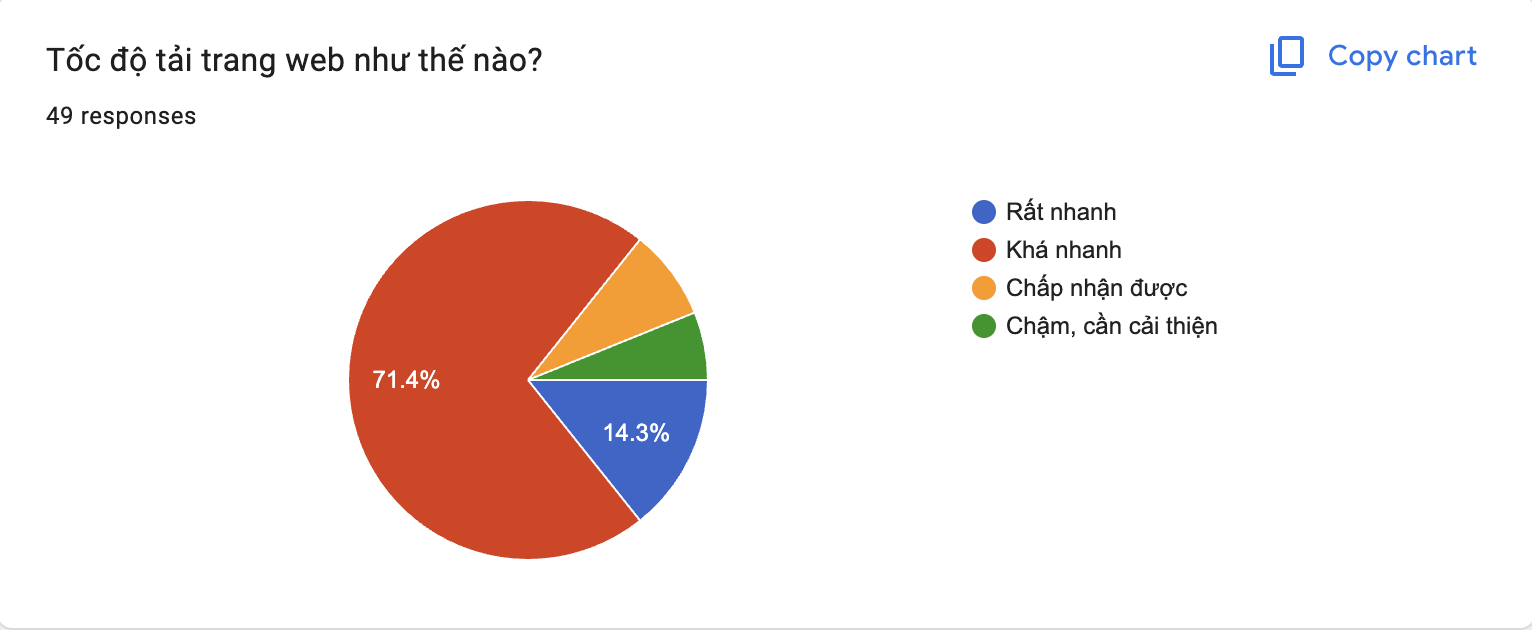 Tốc độ tải trang web như thế nào?
Copy chart
49 responses
Rất nhanh
Khá nhanh
Chấp nhận được
Chậm, cần cải thiện
71.4%
14.3%